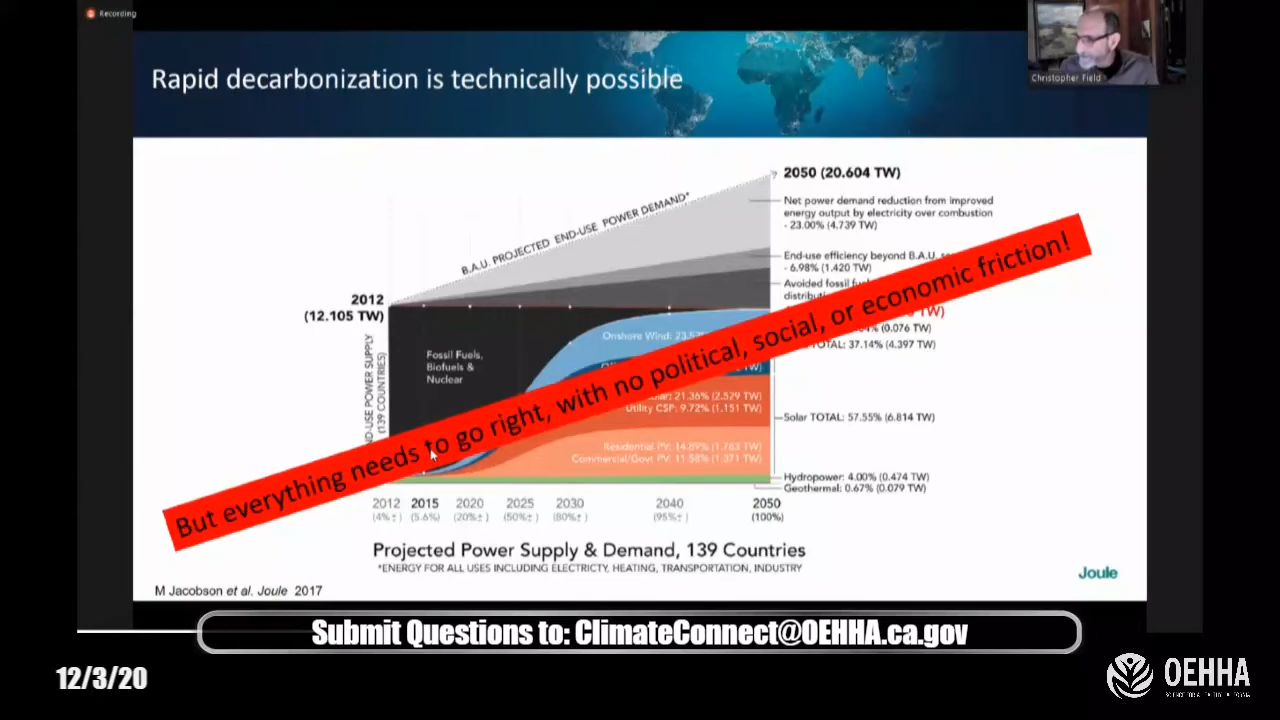 Recording
Christopher Field
Rapid decarbonization is technically possible
2050 (20.604 TW)
Net power demand reduction from improved
energy output by electricity over combustion
- 23.00% (4.739 TW)
B.A.U. PROJECTED END-USE POWER DEMAND*
End-use efficiency beyond B.A.U.
- 6.98% (1.420 TW)
Avoided fossil
2012
(12.105 TW)
(0.076 TW)
TOTAL: 37.14% (4.397 TW)
Onshore Wind:
Fossil Fuels,
Biofuels &
Nuclear
END-USE POWER SUPPLY
(139 COUNTRIES)
But everything needs to go right, with no political, social, or economic friction!
21.36% (2.529 TW)
Utility CSP: 9.72% (1.151 TW)
Solar TOTAL: 57.55% (6.814 TW)
Residential PV: 14.89% (1.763 TW)
Commercial/Govt PV: 11.58% (1.371 TW)
Hydropower: 4.00% (0.474 TW)
Geothermal: 0.67% (0.079 TW)
2012 2015 2020 2025 2030 2040 2050
(4%±) (5.6%) (20%±) (50%±) (80%±) (95%±) (100%)
Projected Power Supply & Demand, 139 Countries
*ENERGY FOR ALL USES INCLUDING ELECTRICTY, HEATING, TRANSPORTATION, INDUSTRY
Joule
M Jacobson et al. Joule 2017
Submit Questions to: ClimateConnect@OEHHA.ca.gov
12/3/20
OEHHA